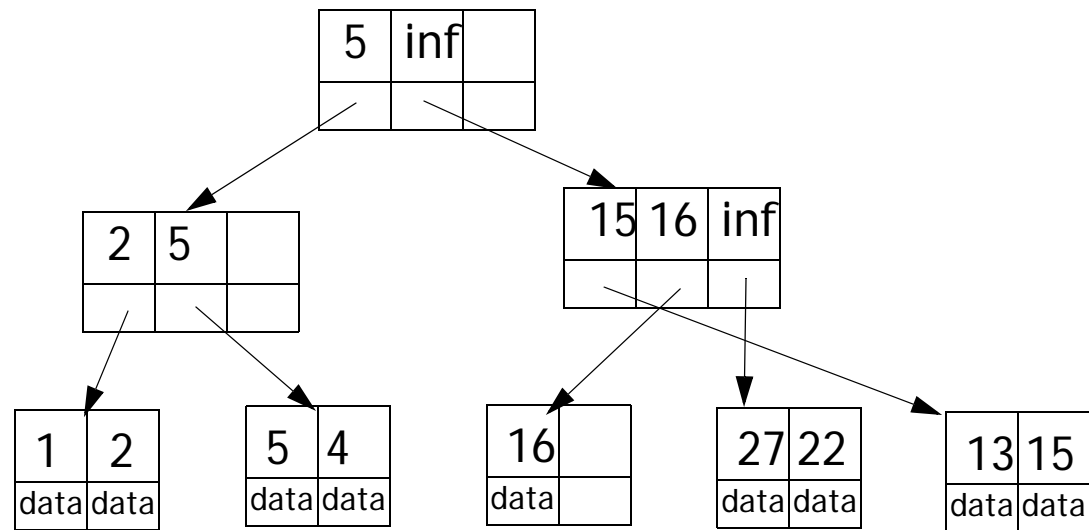 5 inf
2 5
15 16 inf
1 2
data data
5 4
data data
16
data
27 22
data data
13 15
data data